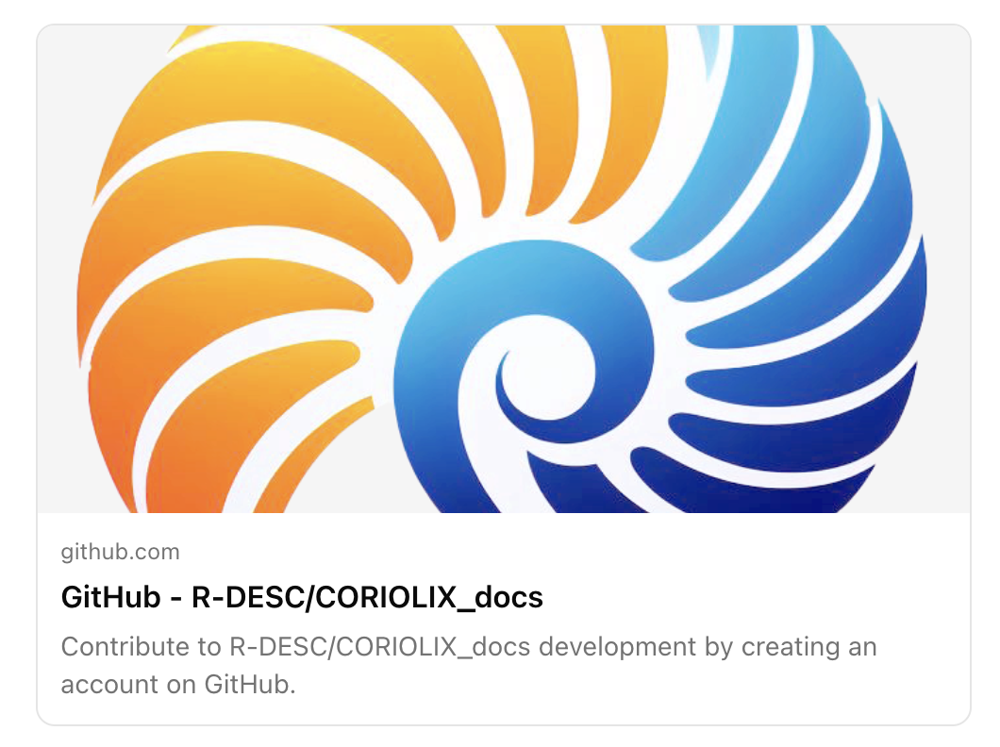 github.com
GitHub - R-DESC/CORIOLIX_docs
Contribute to R-DESC/CORIOLIX_docs development by creating an
account on GitHub.